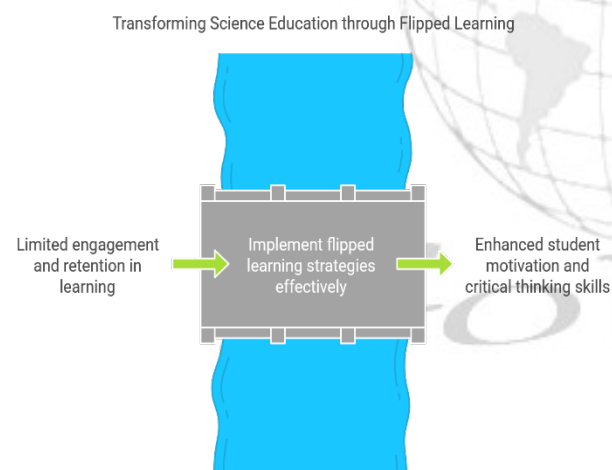 Transforming Science Education through Flipped Learning
Limited engagement
and retention in
learning
Implement flipped
learning strategies
effectively
Enhanced student
motivation and
critical thinking skills